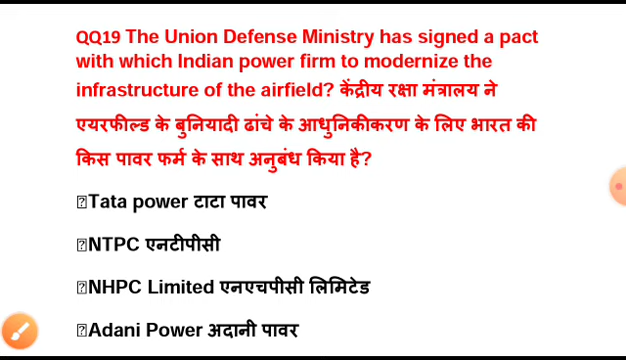 QQ19 The Union Defense Ministry has signed a pact
with which Indian power firm to modernize the
infrastructure of the airfield? केंद्रीय रक्षा मंत्रालय ने
एयरफील्ड के बुनियादी ढांचे के आधुनिकीकरण के लिए भारत की
किस पावर फर्म के साथ अनुबंध किया है?
Tata power टाटा पावर
NTPC एनटीपीसी
NHPC Limited एनएचपीसी लिमिटेड
Adani Power अदानी पावर